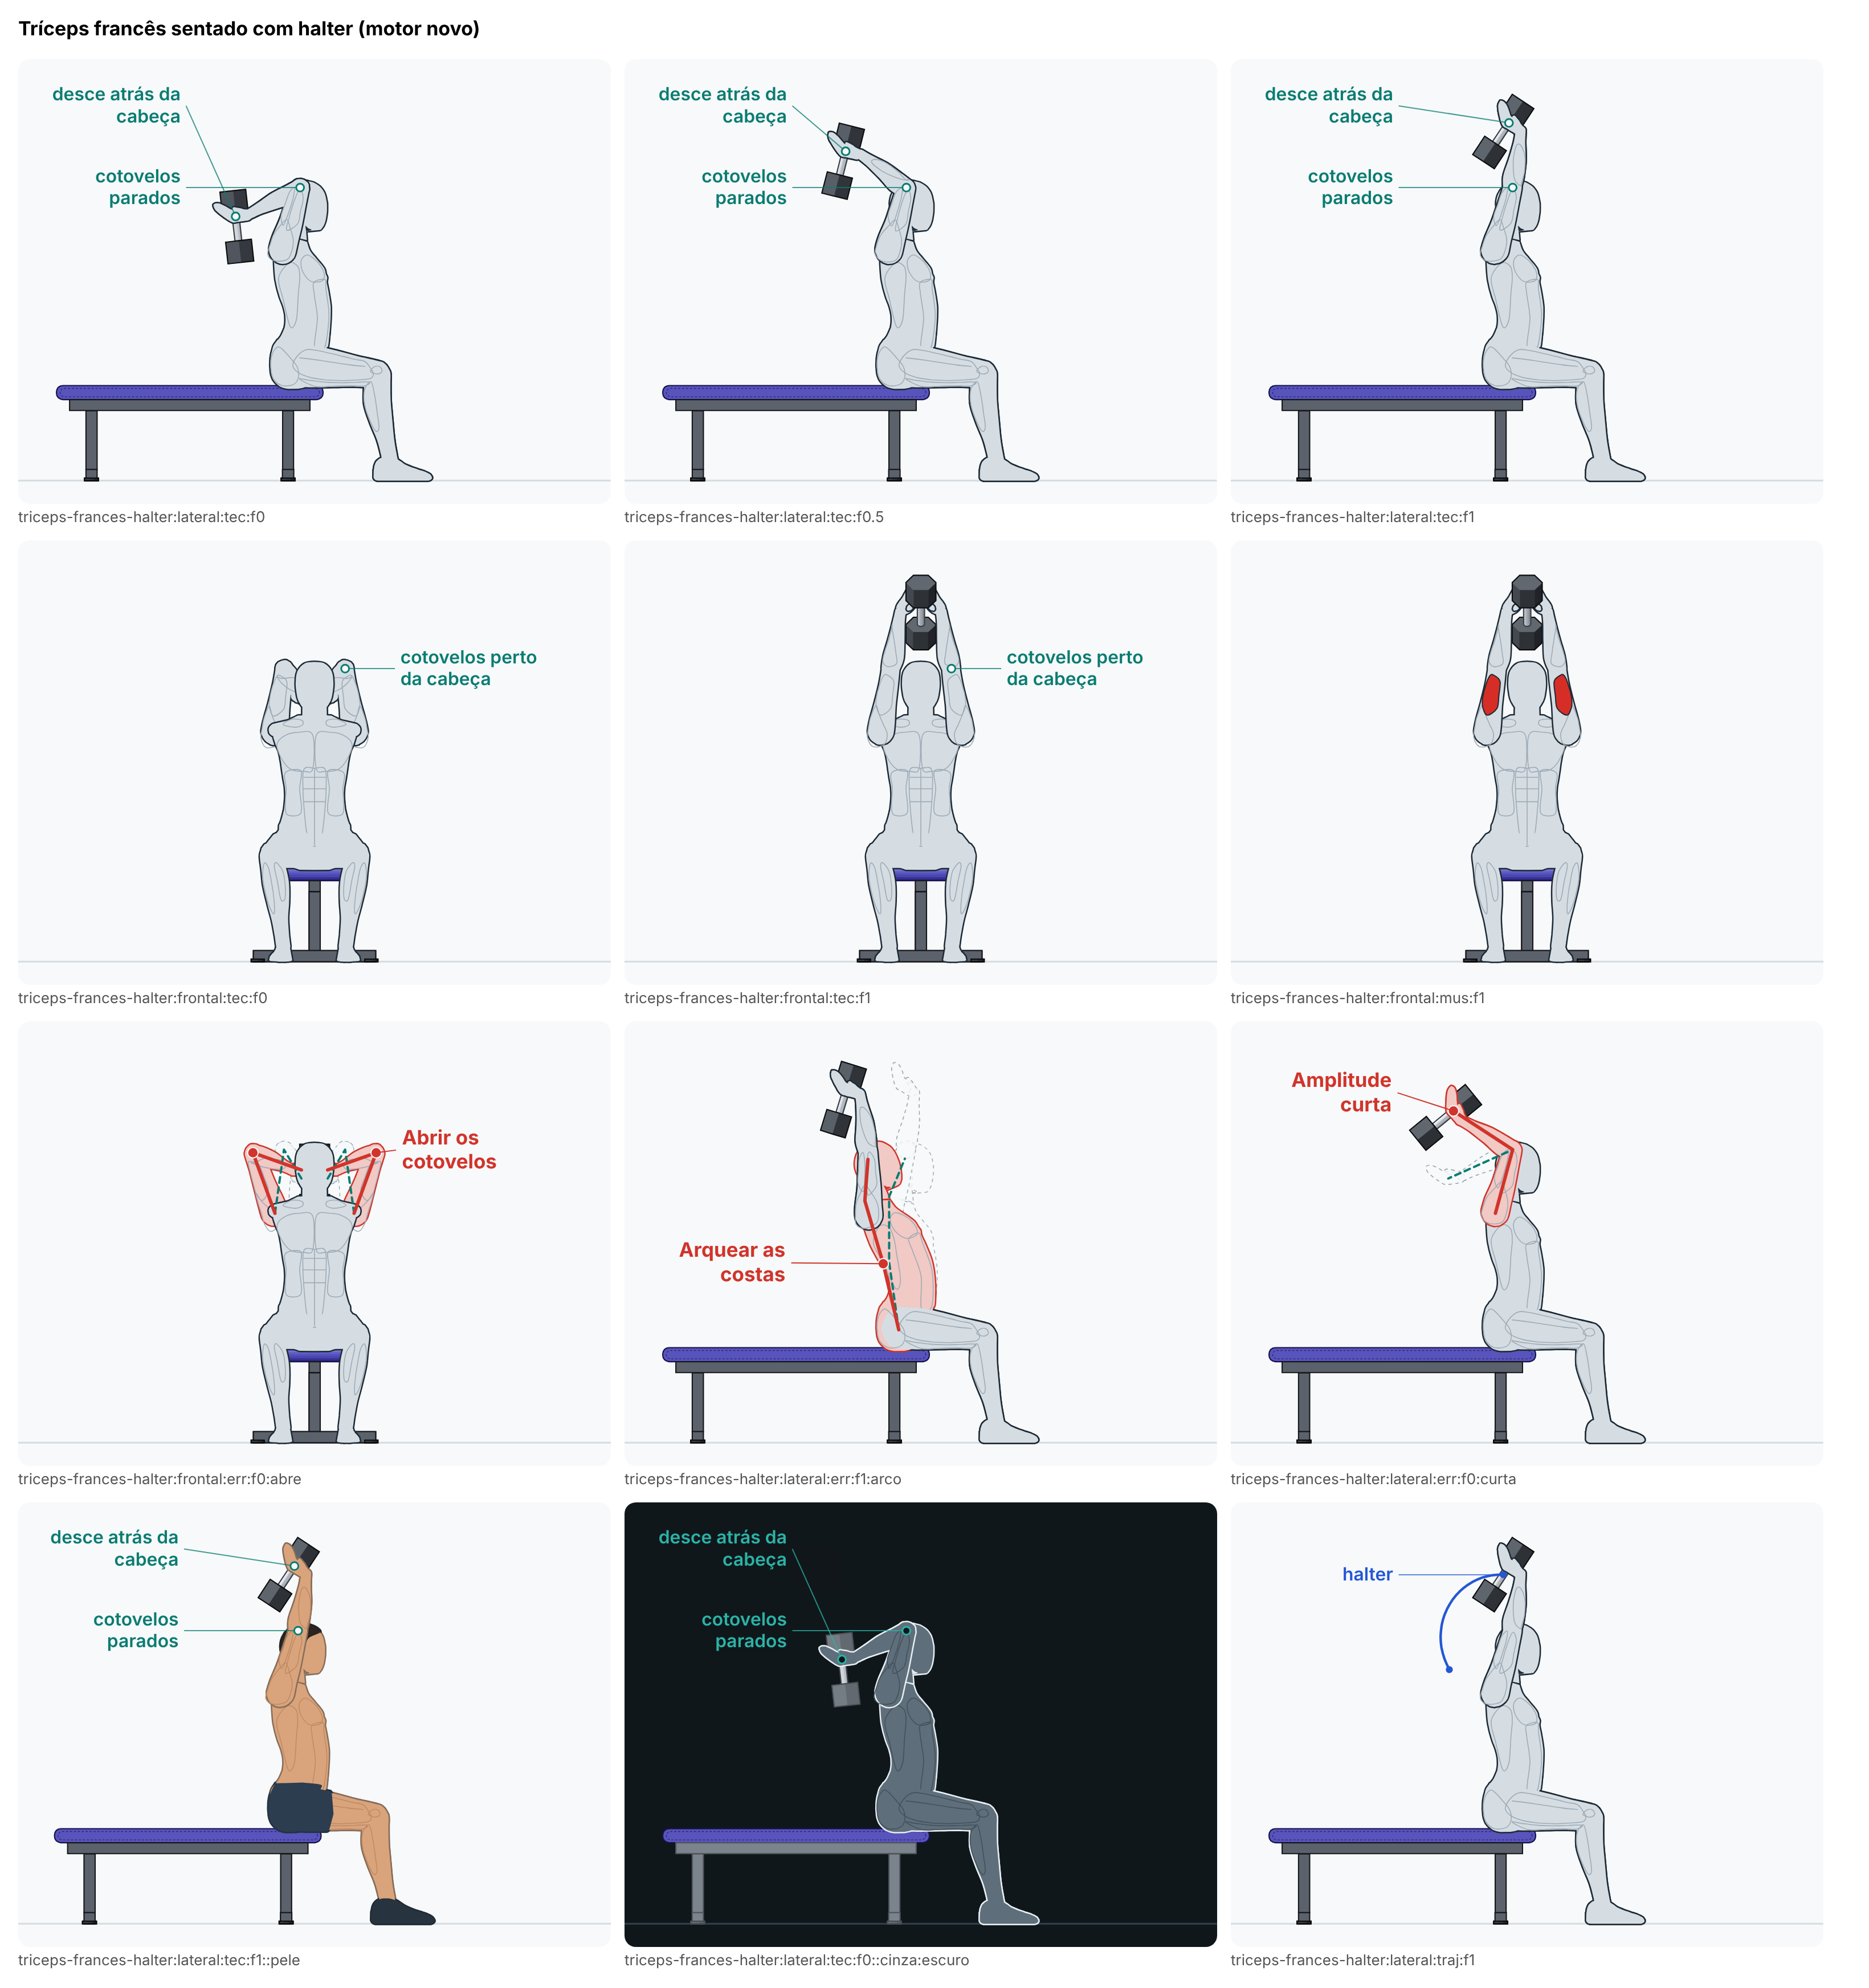 Tríceps francês sentado com halter (motor novo)
desce atrás da
cabeça
cotovelos
parados
triceps-frances-halter:lateral:tec:f0
desce atrás da
cabeça
cotovelos
parados
triceps-frances-halter:lateral:tec:f0.5
desce atrás da
cabeça
cotovelos
parados
triceps-frances-halter:lateral:tec:f1
cotovelos perto
da cabeça
triceps-frances-halter:frontal:tec:f0
cotovelos perto
da cabeça
triceps-frances-halter:frontal:tec:f1
triceps-frances-halter:frontal:mus:f1
Abrir os
cotovelos
triceps-frances-halter:frontal:err:f0:abre
Arquear as
costas
triceps-frances-halter:lateral:err:f1:arco
Amplitude
curta
triceps-frances-halter:lateral:err:f0:curta
desce atrás da
cabeça
cotovelos
parados
triceps-frances-halter:lateral:tec:f1::pele
desce atrás da
cabeça
cotovelos
parados
triceps-frances-halter:lateral:tec:f0::cinza:escuro
halter
triceps-frances-halter:lateral:traj:f1